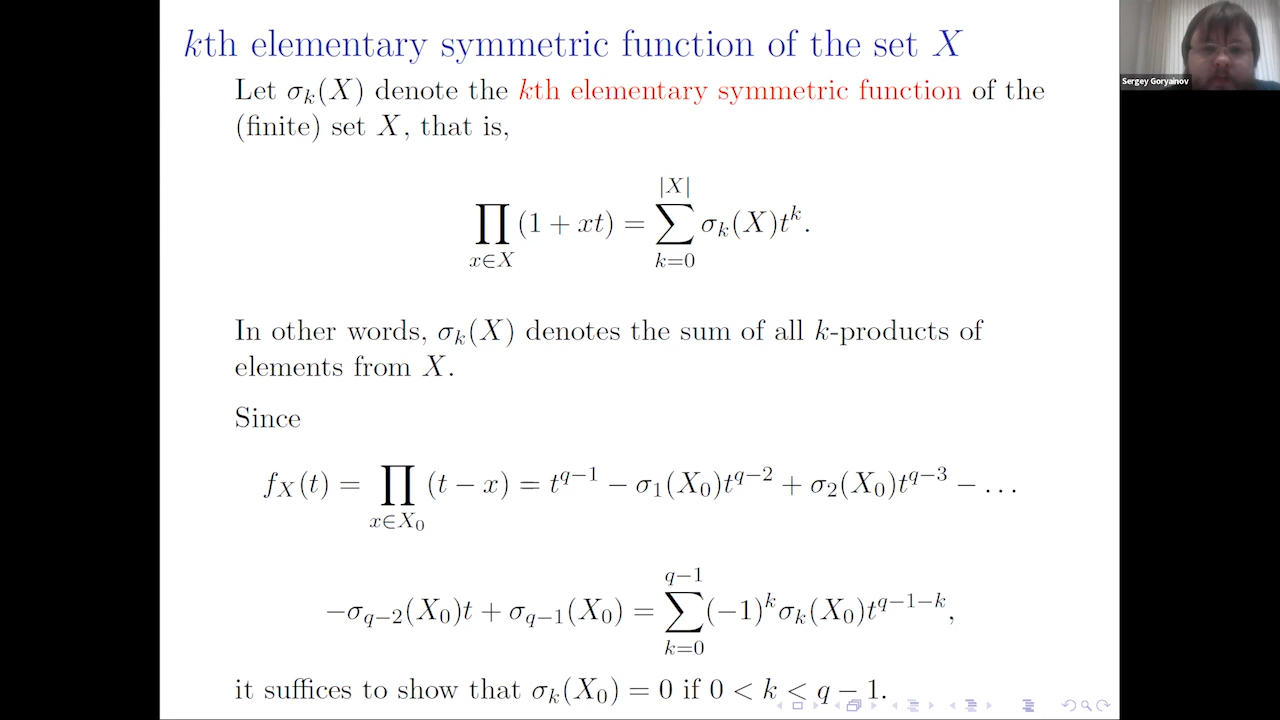 kth elementary symmetric function of the set X
Sergey Goryainov
Let σ_k(X) denote the kth elementary symmetric function of the
(finite) set X, that is,
∏_{x∈X} (1 + xt) = ∑_{k=0}^{|X|} σ_k(X)t^k.
In other words, σ_k(X) denotes the sum of all k-products of
elements from X.
Since
f_X(t) = ∏_{x∈X_0} (t − x) = t^{q−1} − σ_1(X_0)t^{q−2} + σ_2(X_0)t^{q−3} − . . .
−σ_{q−2}(X_0)t + σ_{q−1}(X_0) = ∑_{k=0}^{q−1} (−1)^k σ_k(X_0)t^{q−1−k},
it suffices to show that σ_k(X_0) = 0 if 0 < k < q − 1.